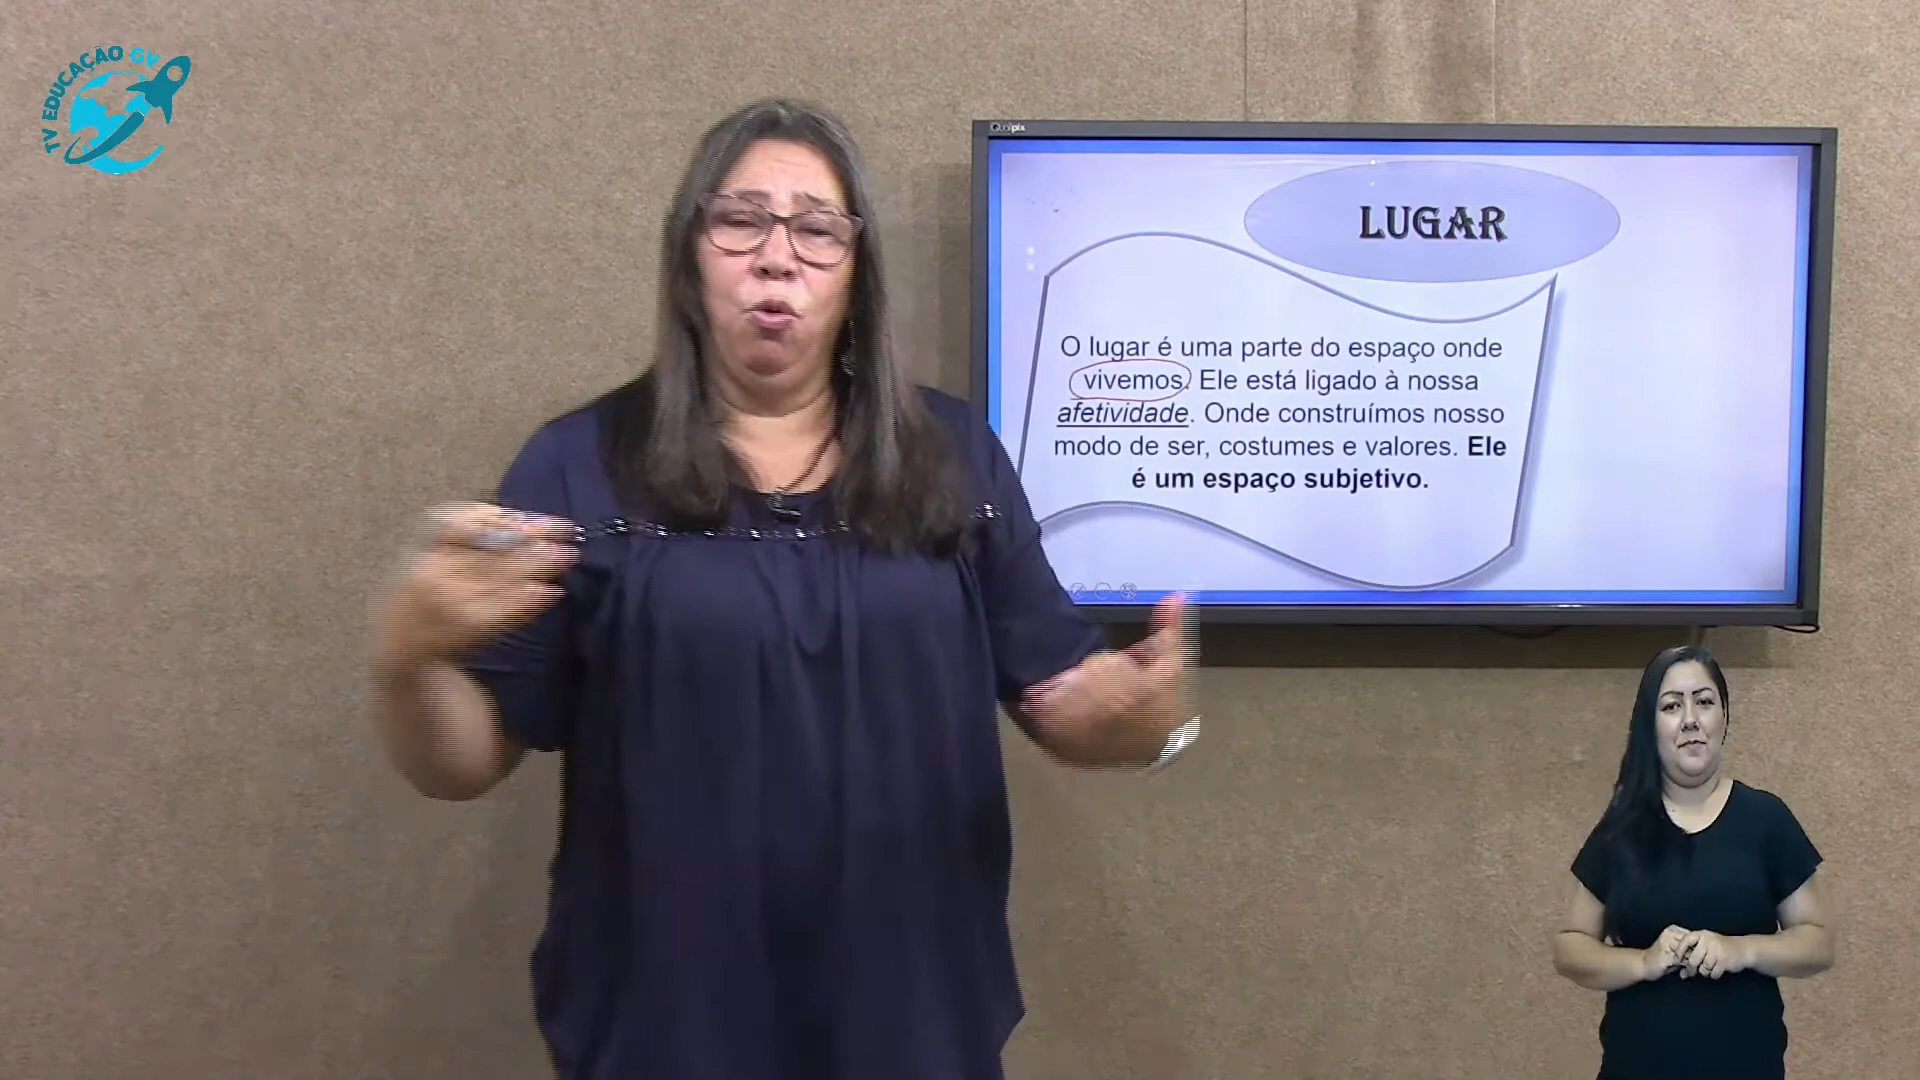 TV EDUCAÇÃO GV
Qualipix
LUGAR
O lugar é uma parte do espaço onde
vivemos. Ele está ligado à nossa
afetividade. Onde construímos nosso
modo de ser, costumes e valores. Ele
é um espaço subjetivo.